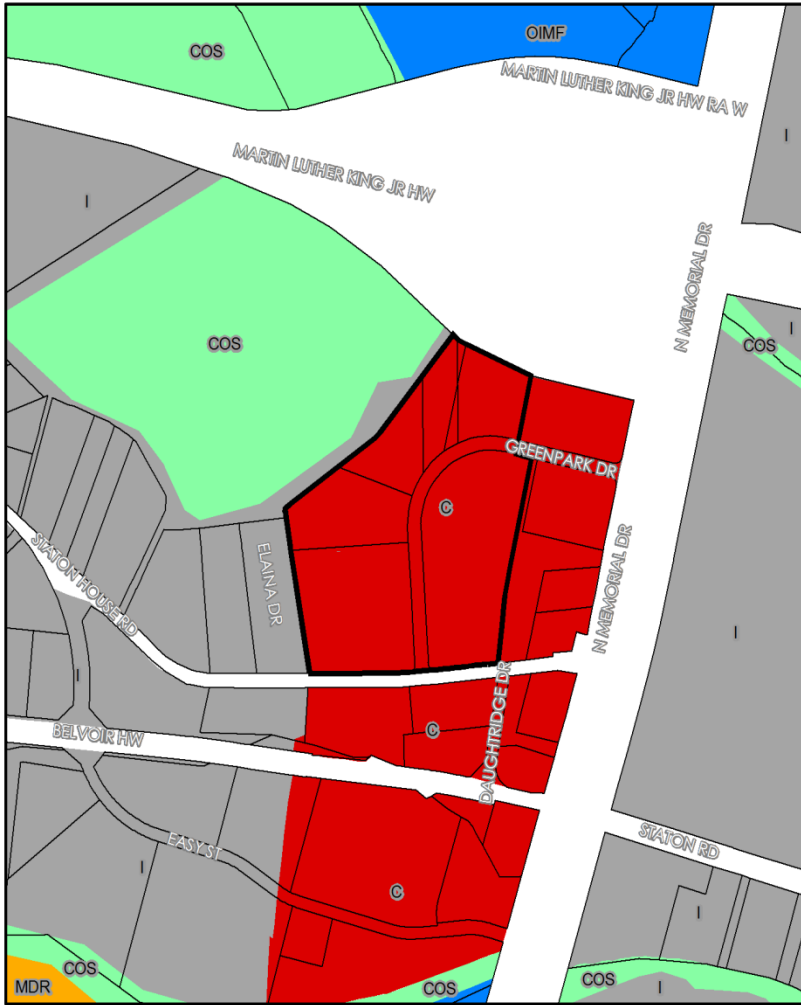 OIMF
COS
MARTIN LUTHER KING JR HW RA W
I
MARTIN LUTHER KING JR HW
I
N MEMORIAL DR
I
COS
COS
GREENPARK DR
C
STATON HOUSE RD
ELAINA DR
N MEMORIAL DR
I
I
DAUGHTRIDGE DR
C
BELVOIR HW
EASY ST
STATON RD
I
C
I
COS
MDR
COS
COS
I